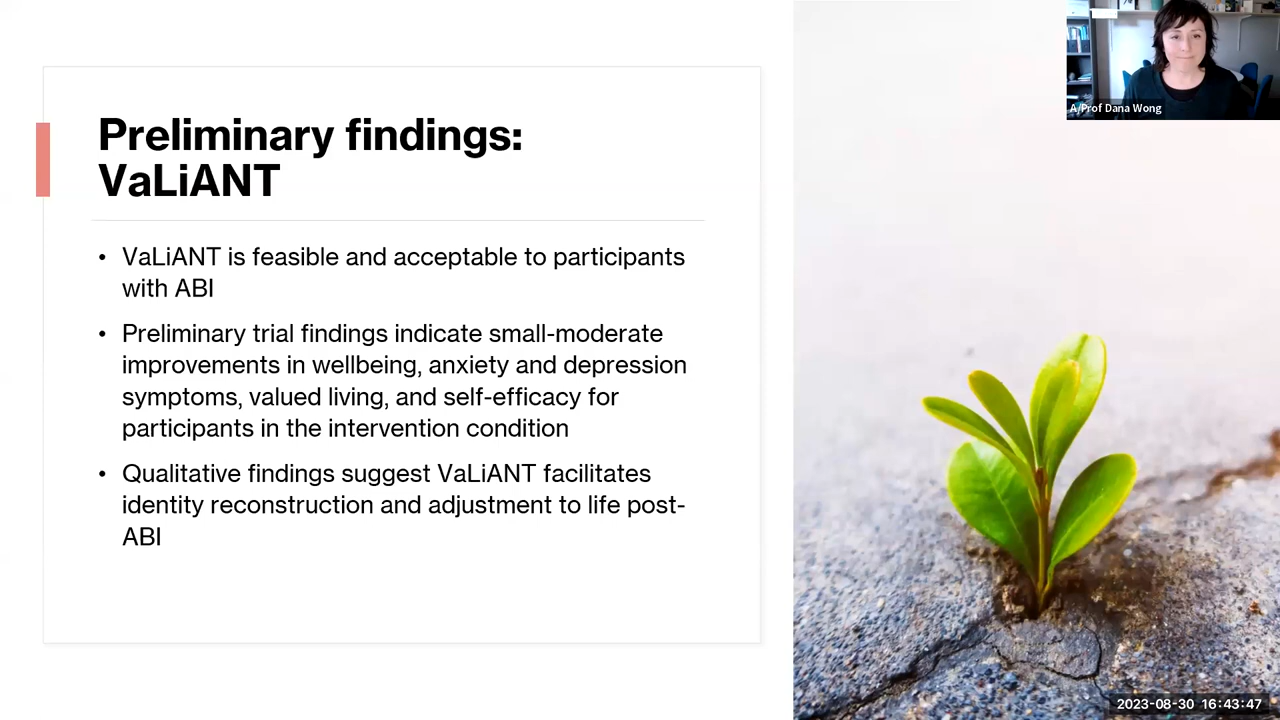 Preliminary findings:
VaLiANT
• VaLiANT is feasible and acceptable to participants
with ABI
• Preliminary trial findings indicate small-moderate
improvements in wellbeing, anxiety and depression
symptoms, valued living, and self-efficacy for
participants in the intervention condition
• Qualitative findings suggest VaLiANT facilitates
identity reconstruction and adjustment to life post-
ABI
A/Prof Dana Wong
2023-08-30 16:43:47